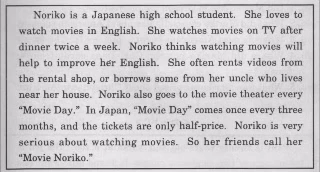 Noriko is a Japanese high school student. She loves to
watch movies in English. She watches movies on TV after
dinner twice a week. Noriko thinks watching movies will
help to improve her English. She often rents videos from
the rental shop, or borrows some from her uncle who lives
near her house. Noriko also goes to the movie theater every
"Movie Day." In Japan, "Movie Day" comes once every three
months, and the tickets are only half-price. Noriko is very
serious about watching movies. So her friends call her
"Movie Noriko."